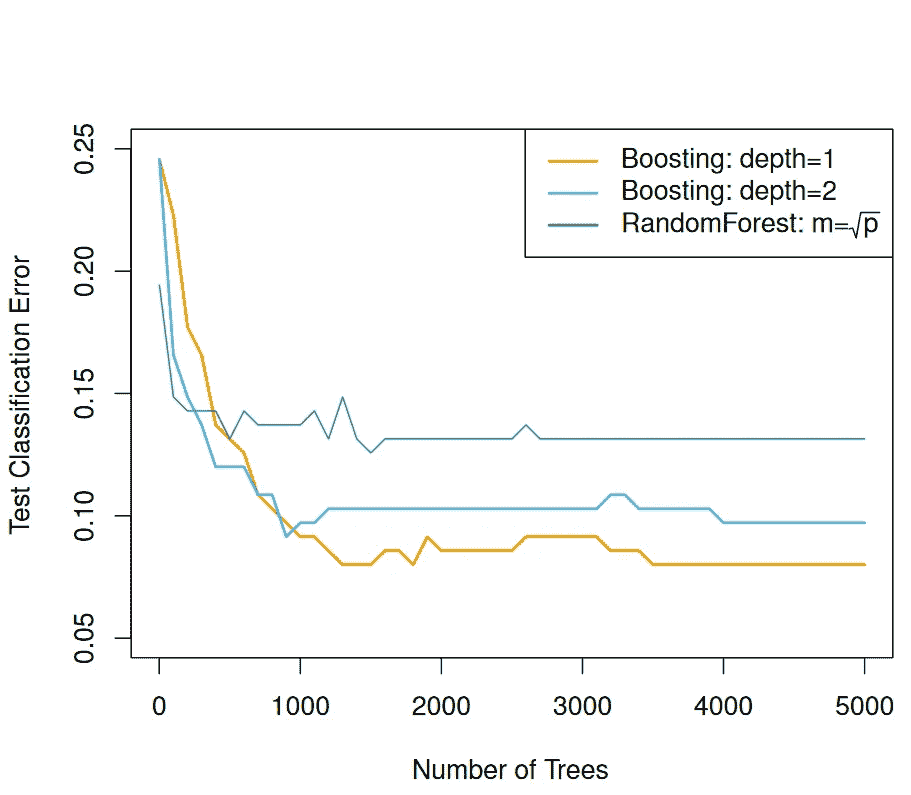 Boosting: depth=1
Boosting: depth=2
RandomForest: m=√p
0.25
0.20
0.15
0.10
0.05
Test Classification Error
0 1000 2000 3000 4000 5000
Number of Trees